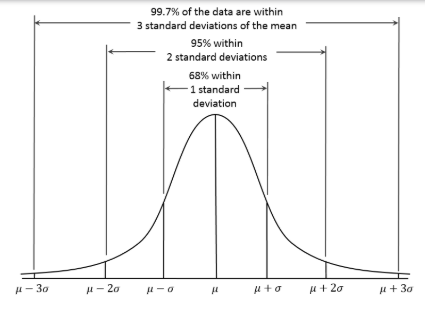 99.7% of the data are within
3 standard deviations of the mean
95% within
2 standard deviations
68% within
1 standard
deviation
μ − 3σ μ − 2σ μ − σ μ μ + σ μ + 2σ μ + 3σ